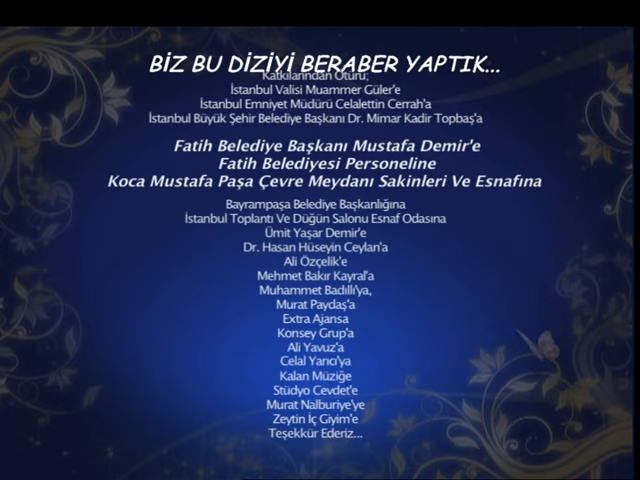 BİZ BU DİZİYİ BERABER YAPTIK...
Katkılarından Ötürü;
İstanbul Valisi Muammer Güler'e
İstanbul Emniyet Müdürü Celalettin Cerrah'a
İstanbul Büyük Şehir Belediye Başkanı Dr. Mimar Kadir Topbaş'a
Fatih Belediye Başkanı Mustafa Demir'e
Fatih Belediyesi Personeline
Koca Mustafa Paşa Çevre Meydanı Sakinleri Ve Esnafına
Bayrampaşa Belediye Başkanlığına
İstanbul Toplantı Ve Düğün Salonu Esnaf Odasına
Ümit Yaşar Demir'e
Dr. Hasan Hüseyin Ceylan'a
Ali Özçelik'e
Mehmet Bakır Kayral'a
Muhammet Badıllı'ya,
Murat Paydaş'a
Extra Ajansa
Konsey Grup'a
Ali Yavuz'a
Celal Yarıcı'ya
Kalan Müziğe
Stüdyo Cevdet'e
Murat Nalburiye'ye
Zeytin İç Giyim'e
Teşekkür Ederiz...